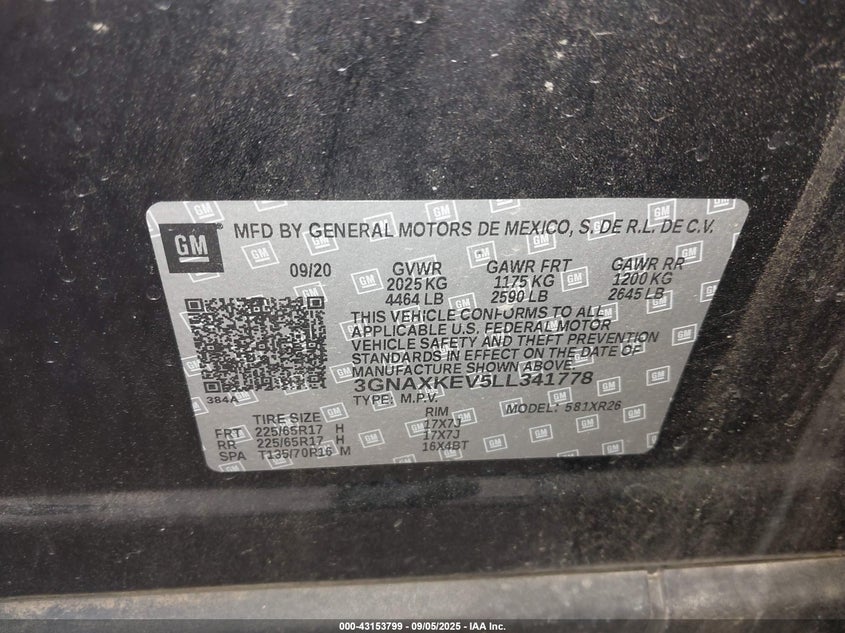 GM
MFD BY GENERAL MOTORS DE MEXICO, S. DE R.L. DE C.V.
09/20 GVWR GAWR FRT GAWR RR
2025 KG 1175 KG 1200 KG
4464 LB 2590 LB 2645 LB
THIS VEHICLE CONFORMS TO ALL
APPLICABLE U.S. FEDERAL MOTOR
VEHICLE SAFETY AND THEFT PREVENTION
STANDARDS IN EFFECT ON THE DATE OF
MANUFACTURE SHOWN ABOVE.
3GNAXKEV5LL341778
384A
TYPE: M.P.V. MODEL: 581XR26
TIRE SIZE RIM
FRT 225/65R17 H 17X7J
RR 225/65R17 H 17X7J
SPA T135/70R16 M 16X4BT
000-43153799 - 09/05/2025 - IAA Inc.